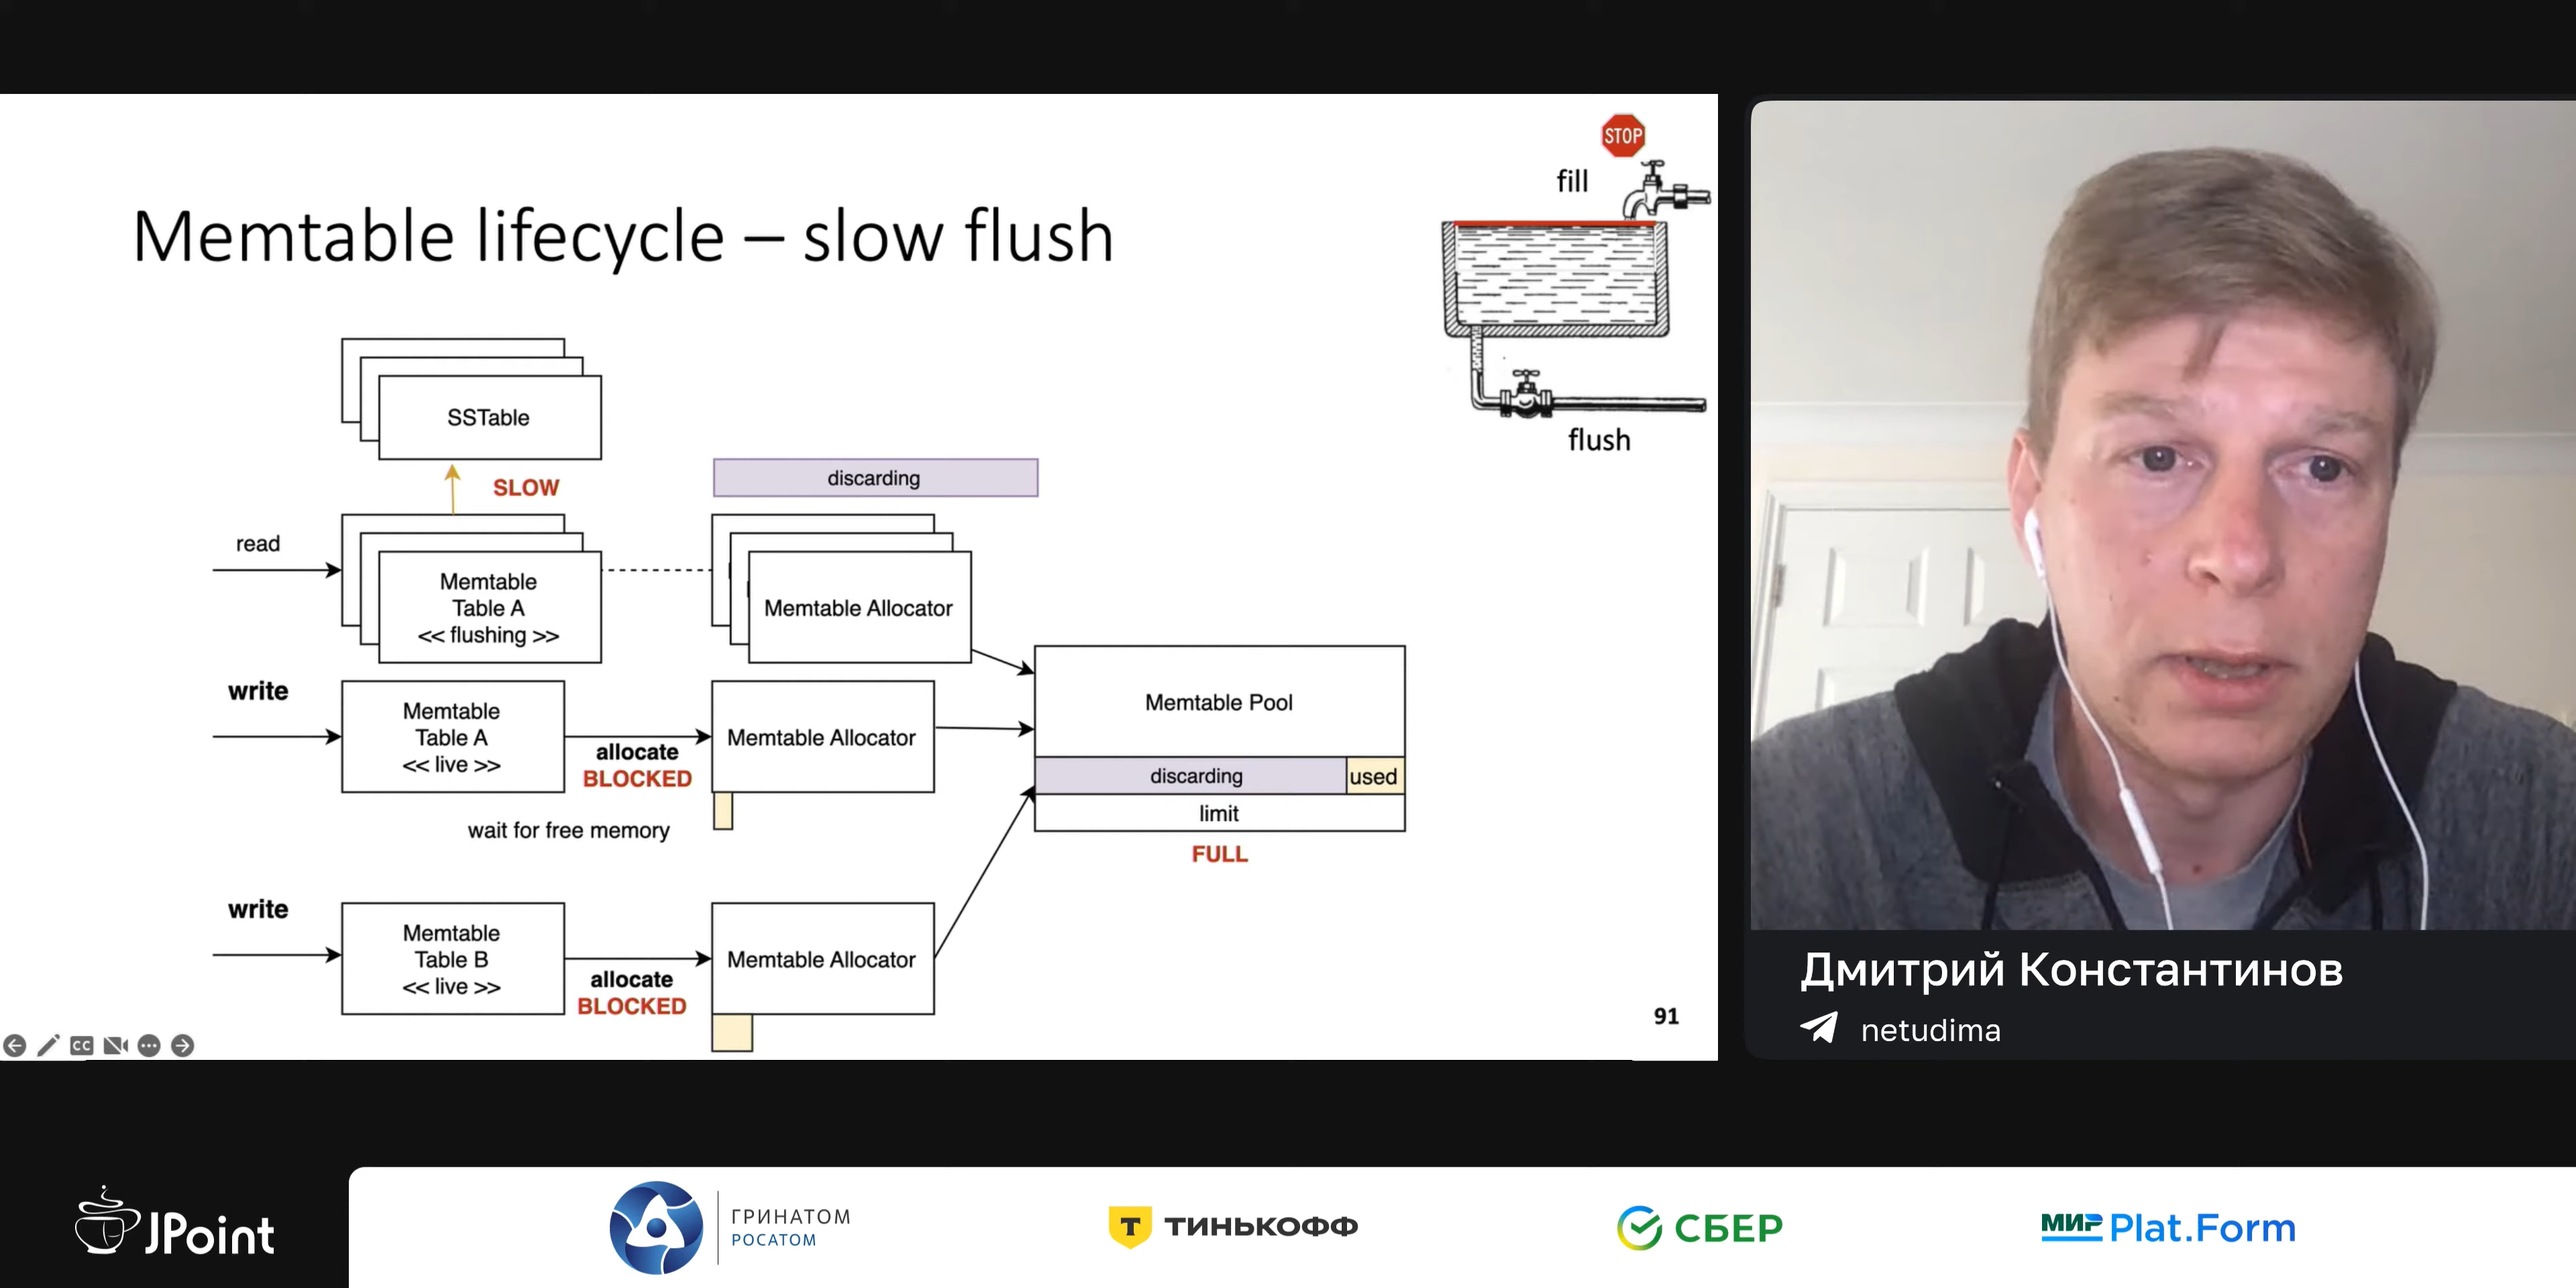 STOP
fill
Memtable lifecycle – slow flush
flush
SSTable
SLOW
discarding
read
Memtable
Table A
<< flushing >>
Memtable Allocator
write
Memtable
Table A
<< live >>
allocate
BLOCKED
Memtable Allocator
wait for free memory
Memtable Pool
discarding
used
limit
FULL
write
Memtable
Table B
<< live >>
allocate
BLOCKED
Memtable Allocator
91
CC
Дмитрий Константинов
netudima
JPoint
ГРИНАТОМ
РОСАТОМ
Т ТИНЬКОФФ
СБЕР
МИР Plat.Form